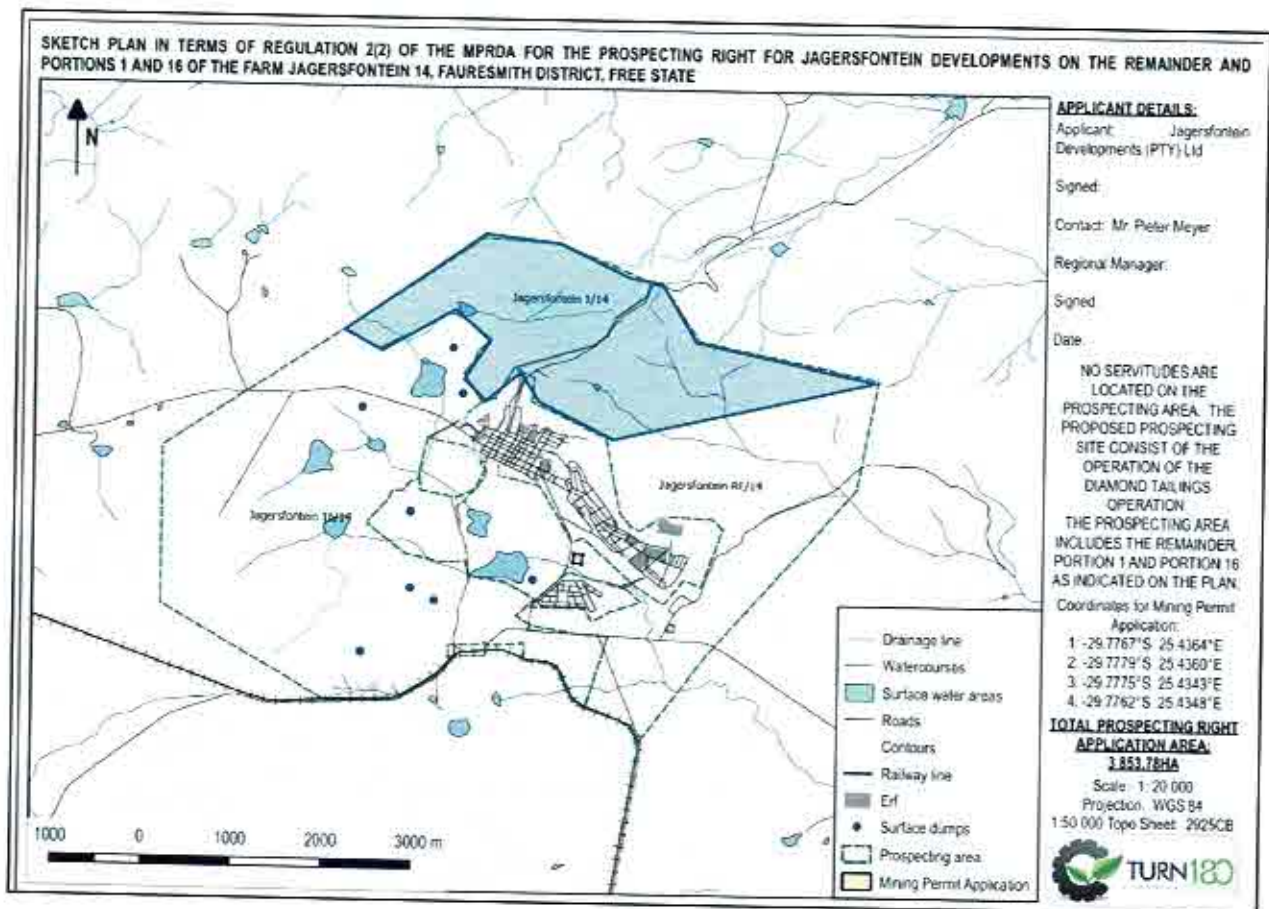 SKETCH PLAN IN TERMS OF REGULATION 2(2) OF THE MPRDA FOR THE PROSPECTING RIGHT FOR JAGERSFONTEIN DEVELOPMENTS ON THE REMAINDER AND
PORTIONS 1 AND 16 OF THE FARM JAGERSFONTEIN 14, FAURESMITH DISTRICT, FREE STATE
N
Jagersfontein 1/14
Jagersfontein RE/14
Jagersfontein 16/14
1000 0 1000 2000 3000 m
Drainage line
Watercourses
Surface water areas
Roads
Contours
Railway line
Erf
Surface dumps
Prospecting area
Mining Permit Application
APPLICANT DETAILS:
Applicant: Jagersfontein
Developments (PTY) Ltd
Signed:
Contact: Mr. Pieter Meyer
Regional Manager:
Signed
Date
NO SERVITUDES ARE
LOCATED ON THE
PROSPECTING AREA. THE
PROPOSED PROSPECTING
SITE CONSIST OF THE
OPERATION OF THE
DIAMOND TAILINGS
OPERATION
THE PROSPECTING AREA
INCLUDES THE REMAINDER,
PORTION 1 AND PORTION 16
AS INDICATED ON THE PLAN.
Coordinates for Mining Permit
Application:
1. -29.7767°S 25.4364°E
2. -29.7779°S 25.4360°E
3. -29.7775°S 25.4343°E
4. -29.7762°S 25.4348°E
TOTAL PROSPECTING RIGHT
APPLICATION AREA:
3 853.78HA
Scale: 1: 20 000
Projection: WGS 84
1:50 000 Topo Sheet: 2925CB
TURN180